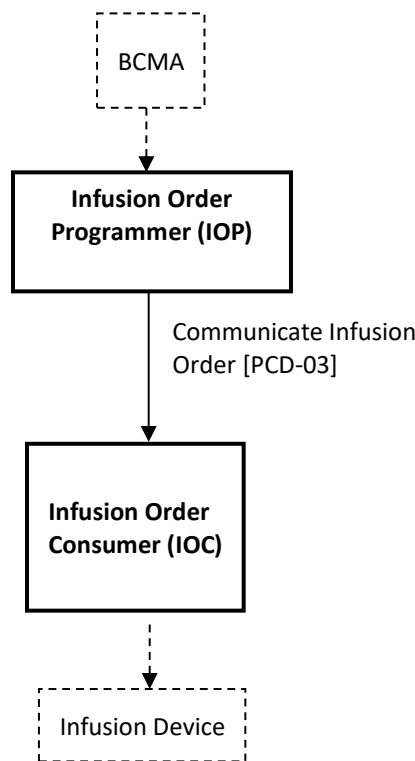 BCMA
Infusion Order
Programmer (IOP)
Communicate Infusion
Order [PCD-03]
Infusion Order
Consumer (IOC)
Infusion Device